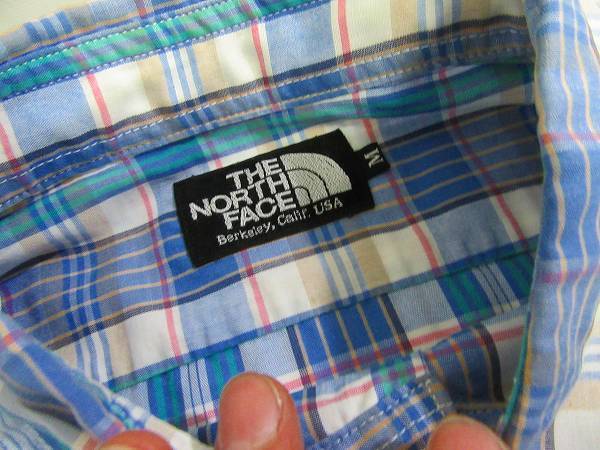 THE
NORTH
FACE
Berkeley, Calif. USA
M